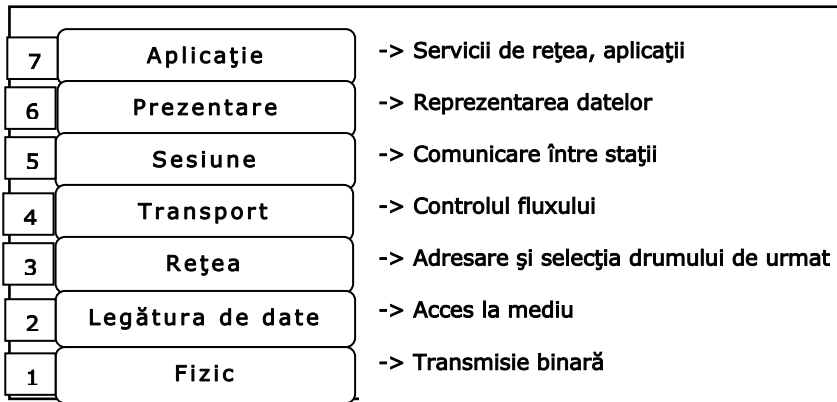 7 Aplicaţie -> Servicii de reţea, aplicaţii
6 Prezentare -> Reprezentarea datelor
5 Sesiune -> Comunicare între staţii
4 Transport -> Controlul fluxului
3 Reţea -> Adresare şi selecţia drumului de urmat
2 Legătura de date -> Acces la mediu
1 Fizic -> Transmisie binară